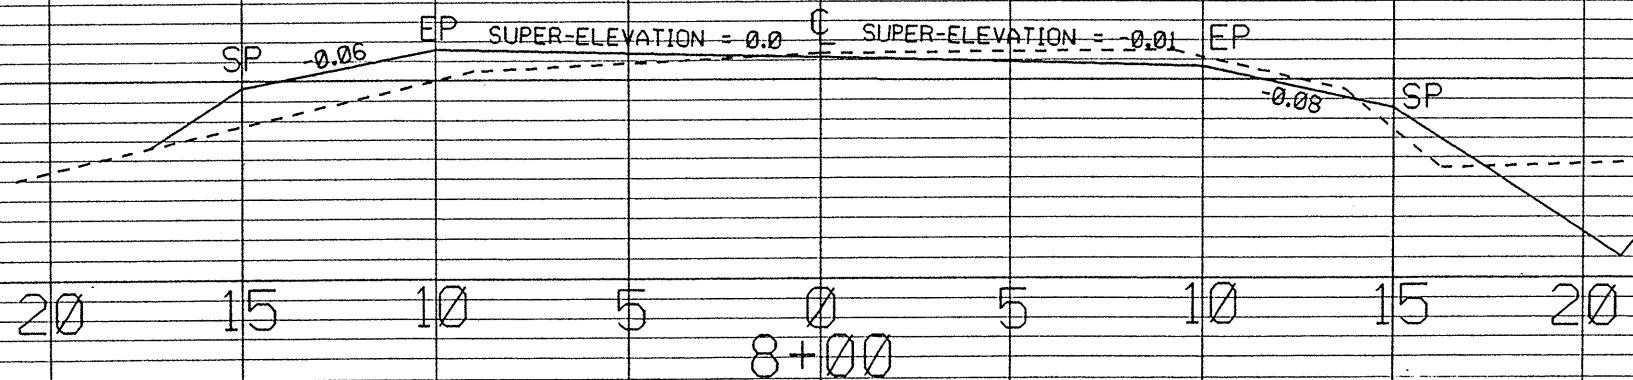 EP SUPER-ELEVATION = 0.0 C SUPER-ELEVATION = -0.01 EP
SP -0.06
-0.08 SP
20 15 10 5 0 5 10 15 20
8+00